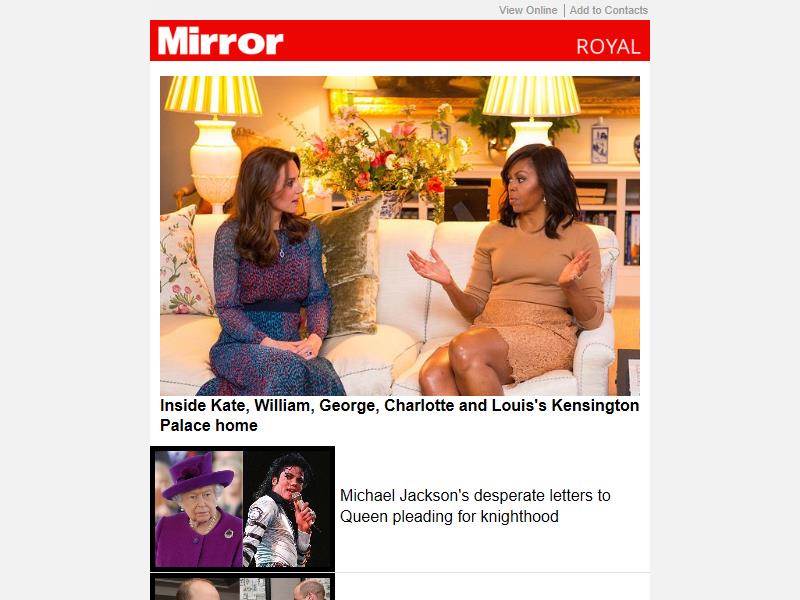 View Online | Add to Contacts
Mirror ROYAL
Inside Kate, William, George, Charlotte and Louis's Kensington
Palace home
Michael Jackson's desperate letters to
Queen pleading for knighthood